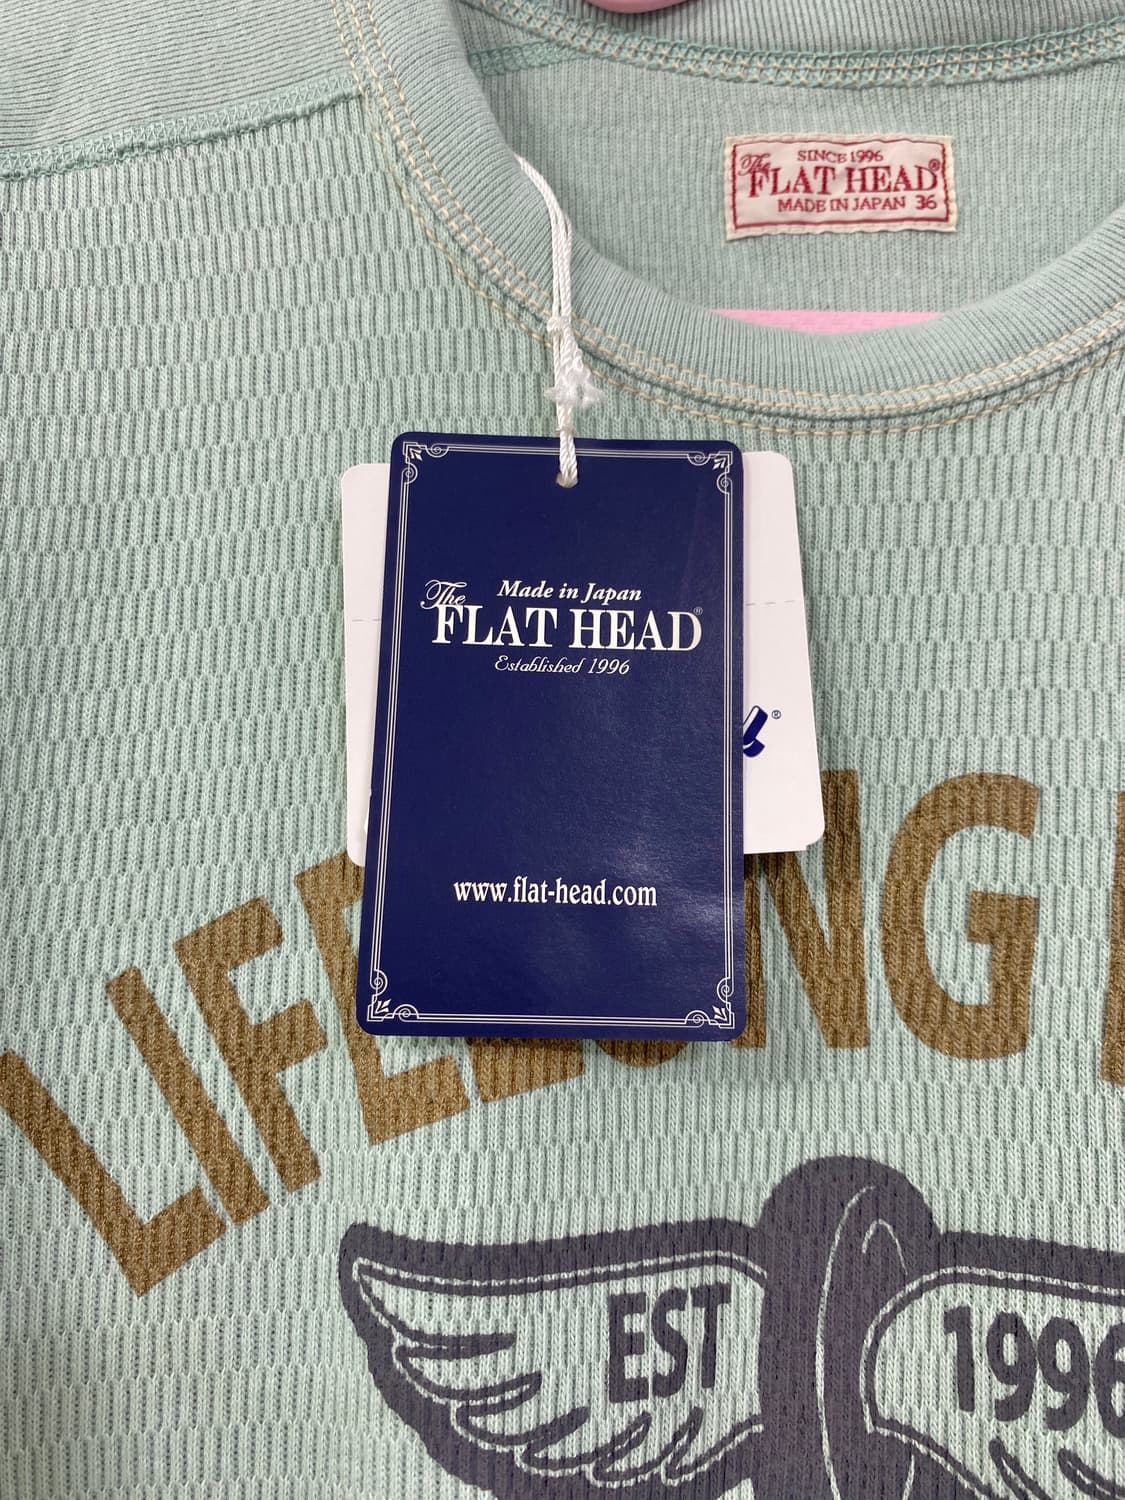 SINCE 1996
The FLAT HEAD®
MADE IN JAPAN 36
Made in Japan
The FLAT HEAD®
Established 1996
www.flat-head.com
®
LIFELONG
EST 1996